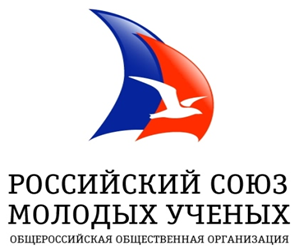 РОССИЙСКИЙ СОЮЗ
МОЛОДЫХ УЧЕНЫХ
ОБЩЕРОССИЙСКАЯ ОБЩЕСТВЕННАЯ ОРГАНИЗАЦИЯ